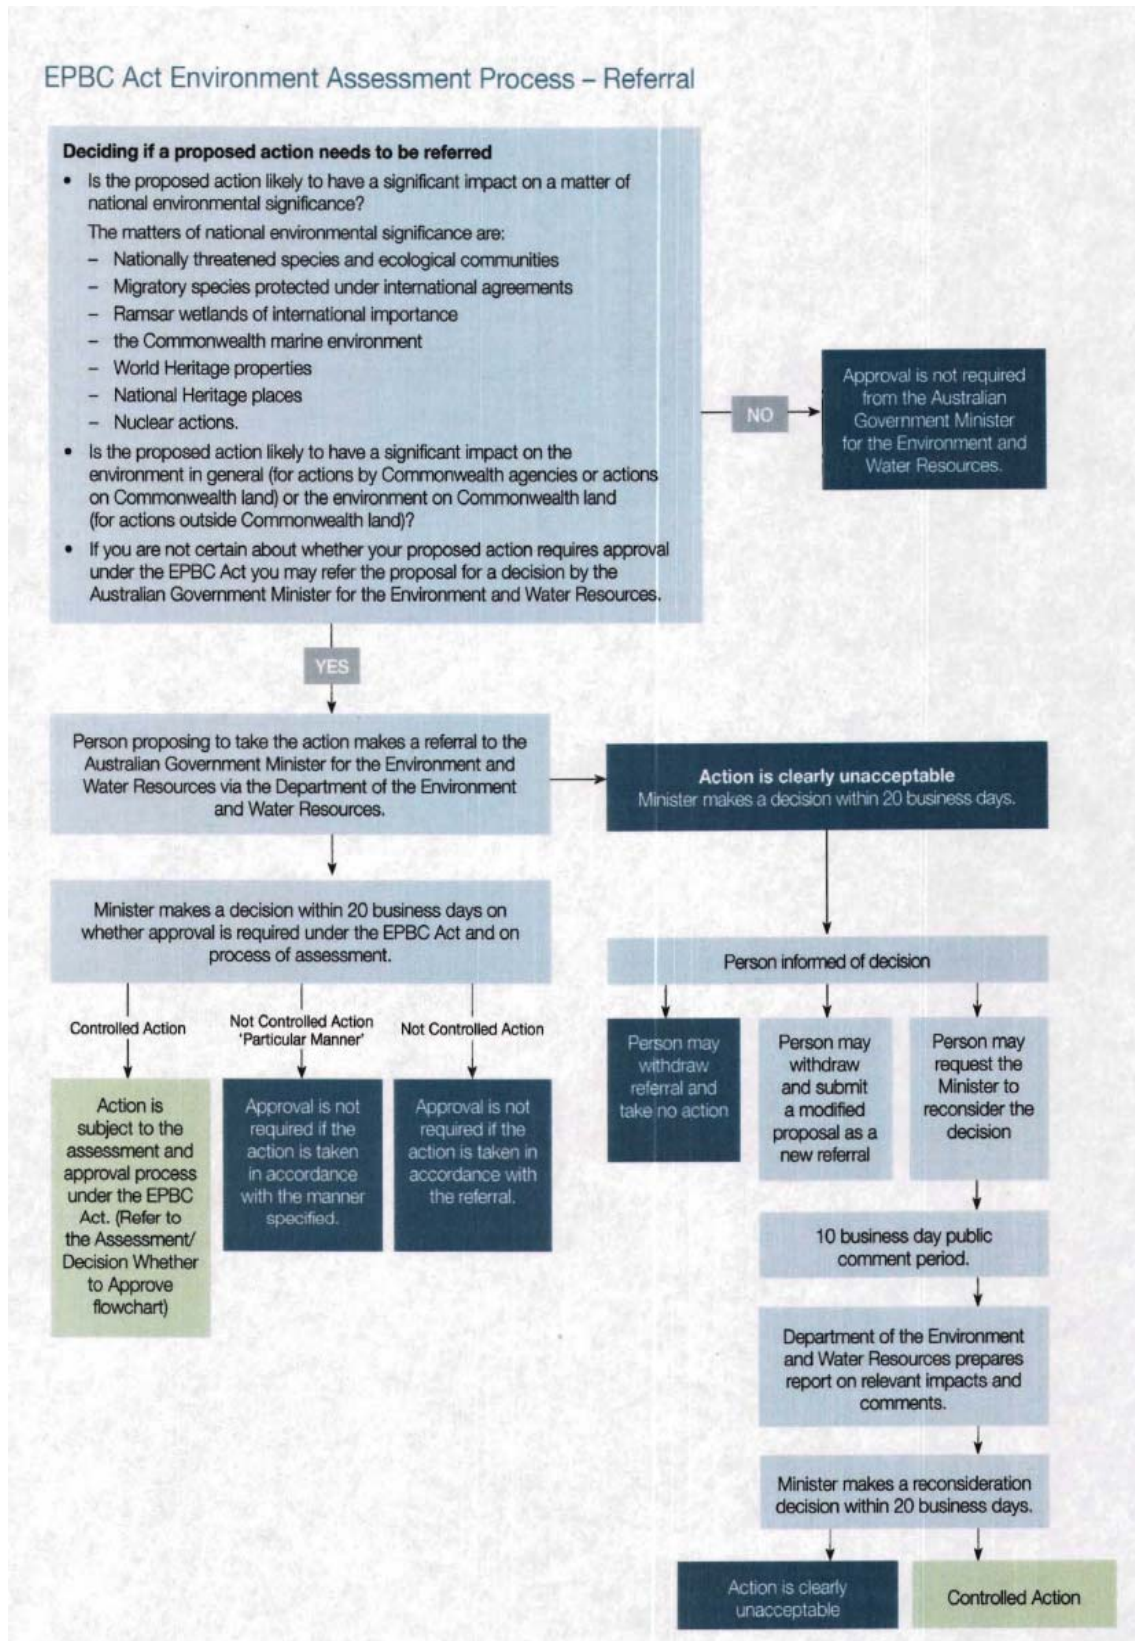 EPBC Act Environment Assessment Process – Referral
Deciding if a proposed action needs to be referred
• Is the proposed action likely to have a significant impact on a matter of
national environmental significance?
The matters of national environmental significance are:
– Nationally threatened species and ecological communities
– Migratory species protected under international agreements
– Ramsar wetlands of international importance
– the Commonwealth marine environment
– World Heritage properties
– National Heritage places
– Nuclear actions.
• Is the proposed action likely to have a significant impact on the
environment in general (for actions by Commonwealth agencies or actions
on Commonwealth land) or the environment on Commonwealth land
(for actions outside Commonwealth land)?
• If you are not certain about whether your proposed action requires approval
under the EPBC Act you may refer the proposal for a decision by the
Australian Government Minister for the Environment and Water Resources.
NO
Approval is not required
from the Australian
Government Minister
for the Environment and
Water Resources.
YES
Person proposing to take the action makes a referral to the
Australian Government Minister for the Environment and
Water Resources via the Department of the Environment
and Water Resources.
Action is clearly unacceptable
Minister makes a decision within 20 business days.
Minister makes a decision within 20 business days on
whether approval is required under the EPBC Act and on
process of assessment.
Person informed of decision
Controlled Action
Not Controlled Action
'Particular Manner'
Not Controlled Action
Action is
subject to the
assessment and
approval process
under the EPBC
Act. (Refer to
the Assessment/
Decision Whether
to Approve
flowchart)
Approval is not
required if the
action is taken
in accordance
with the manner
specified.
Approval is not
required if the
action is taken in
accordance with
the referral.
Person may
withdraw
referral and
take no action
Person may
withdraw
and submit
a modified
proposal as a
new referral
Person may
request the
Minister to
reconsider the
decision
10 business day public
comment period.
Department of the Environment
and Water Resources prepares
report on relevant impacts and
comments.
Minister makes a reconsideration
decision within 20 business days.
Action is clearly
unacceptable
Controlled Action